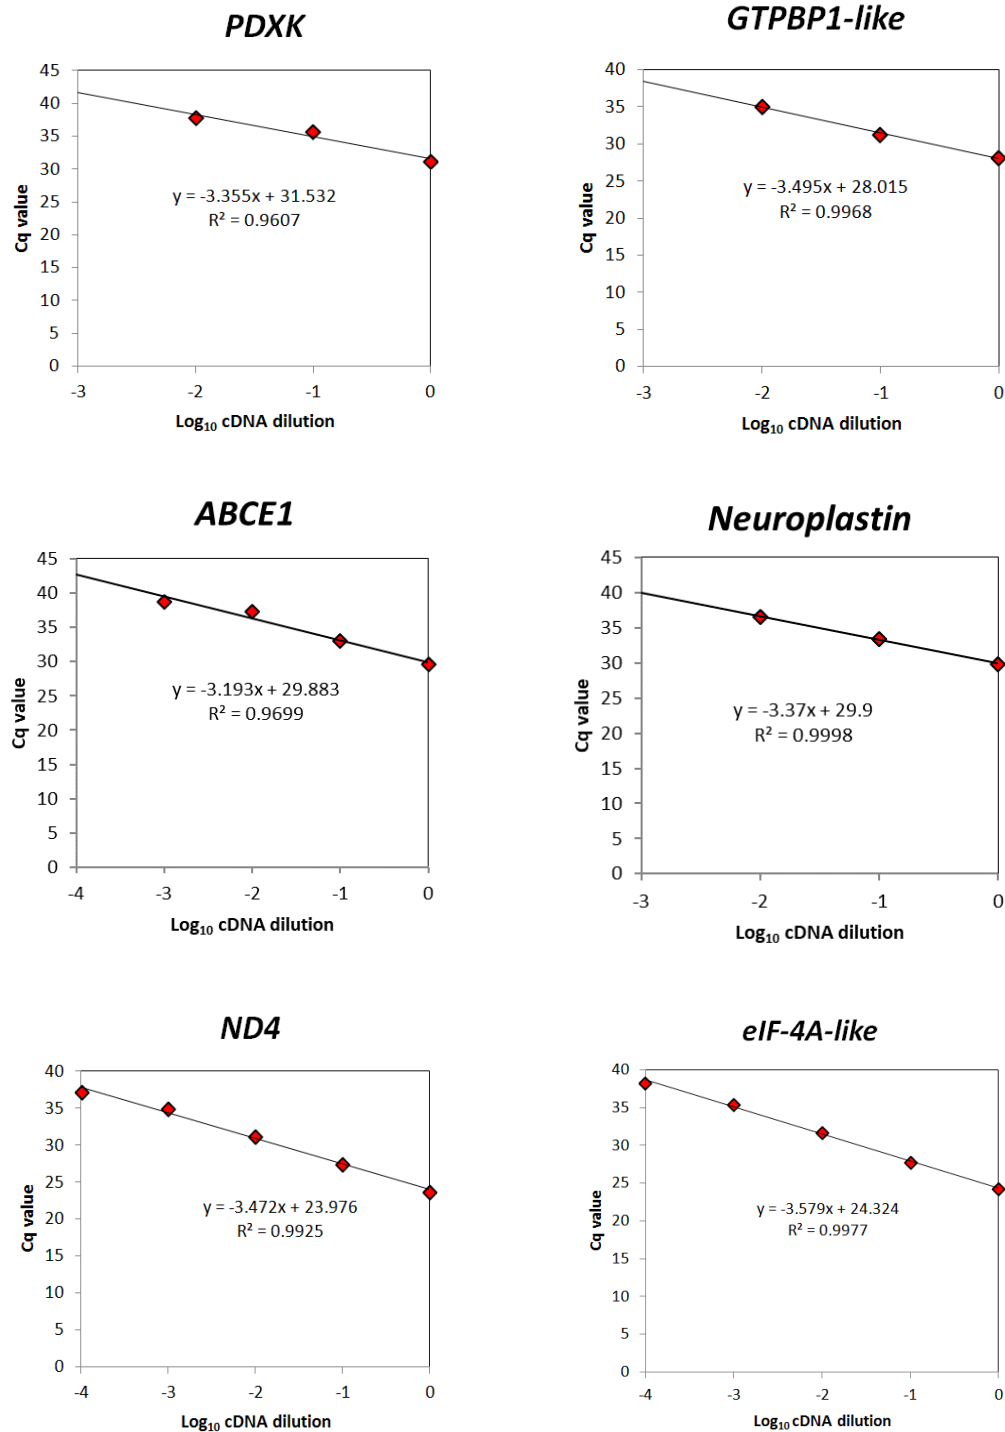 PDXK
45
40
35
30
25
20
15
10
5
0
Cq value
y = -3.355x + 31.532
R² = 0.9607
-3
-2
-1
0
Log₁₀ cDNA dilution
GTPBP1-like
40
35
30
25
20
15
10
5
0
Cq value
y = -3.495x + 28.015
R² = 0.9968
-3
-2
-1
0
Log₁₀ cDNA dilution
ABCE1
45
40
35
30
25
20
15
10
5
0
Cq value
y = -3.193x + 29.883
R² = 0.9699
-4
-3
-2
-1
0
Log₁₀ cDNA dilution
Neuroplastin
45
40
35
30
25
20
15
10
5
0
Cq value
y = -3.37x + 29.9
R² = 0.9998
-3
-2
-1
0
Log₁₀ cDNA dilution
ND4
40
35
30
25
20
15
10
5
0
Cq value
y = -3.472x + 23.976
R² = 0.9925
-4
-3
-2
-1
0
Log₁₀ cDNA dilution
eIF-4A-like
40
35
30
25
20
15
10
5
0
Cq value
y = -3.579x + 24.324
R² = 0.9977
-4
-3
-2
-1
0
Log₁₀ cDNA dilution